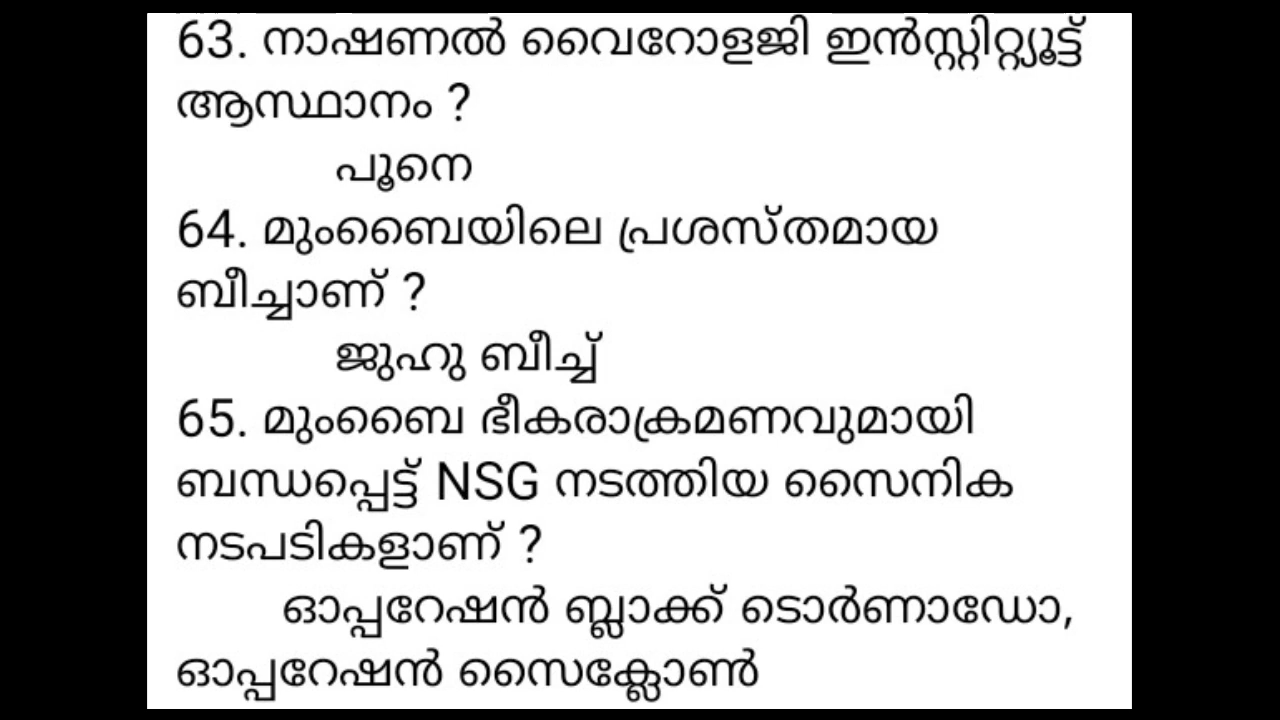 63. നാഷണൽ വൈറോളജി ഇൻസ്റ്റിറ്റ്യൂട്ട്
ആസ്ഥാനം ?
പൂനെ
64. മുംബൈയിലെ പ്രശസ്തമായ
ബീച്ചാണ് ?
ജുഹു ബീച്ച്
65. മുംബൈ ഭീകരാക്രമണവുമായി
ബന്ധപ്പെട്ട് NSG നടത്തിയ സൈനിക
നടപടികളാണ് ?
ഓപ്പറേഷൻ ബ്ലാക്ക് ടൊർണാഡോ,
ഓപ്പറേഷൻ സൈക്ലോൺ